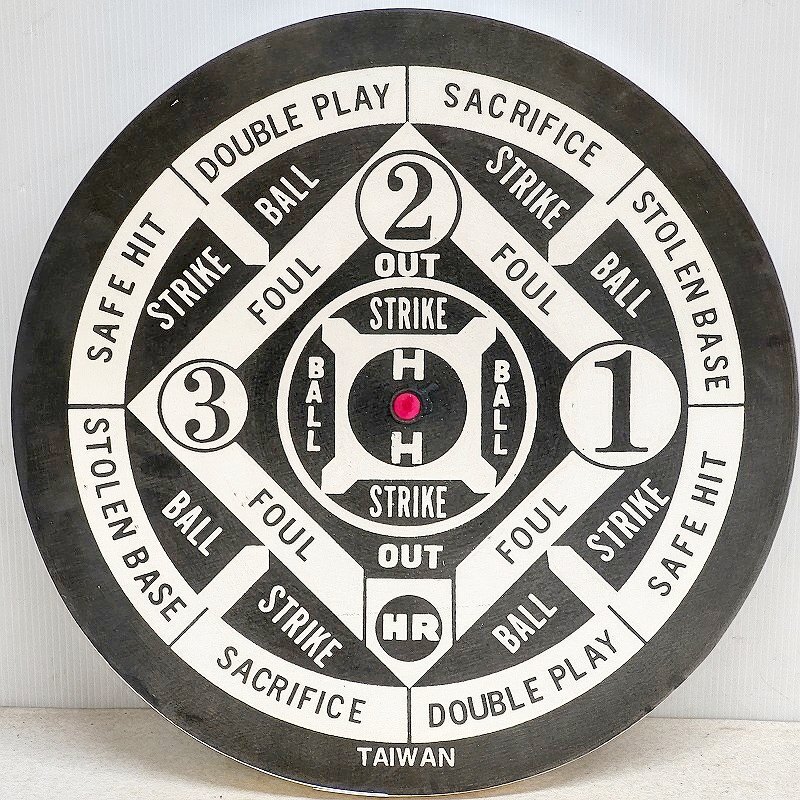 DOUBLE PLAY
SACRIFICE
SAFE HIT
STOLEN BASE
STRIKE
BALL
STRIKE
BALL
2
FOUL
FOUL
OUT
STRIKE
H
BALL
BALL
3
1
H
STRIKE
OUT
FOUL
FOUL
BALL
STRIKE
STRIKE
BALL
HR
STOLEN BASE
SAFE HIT
SACRIFICE
DOUBLE PLAY
TAIWAN